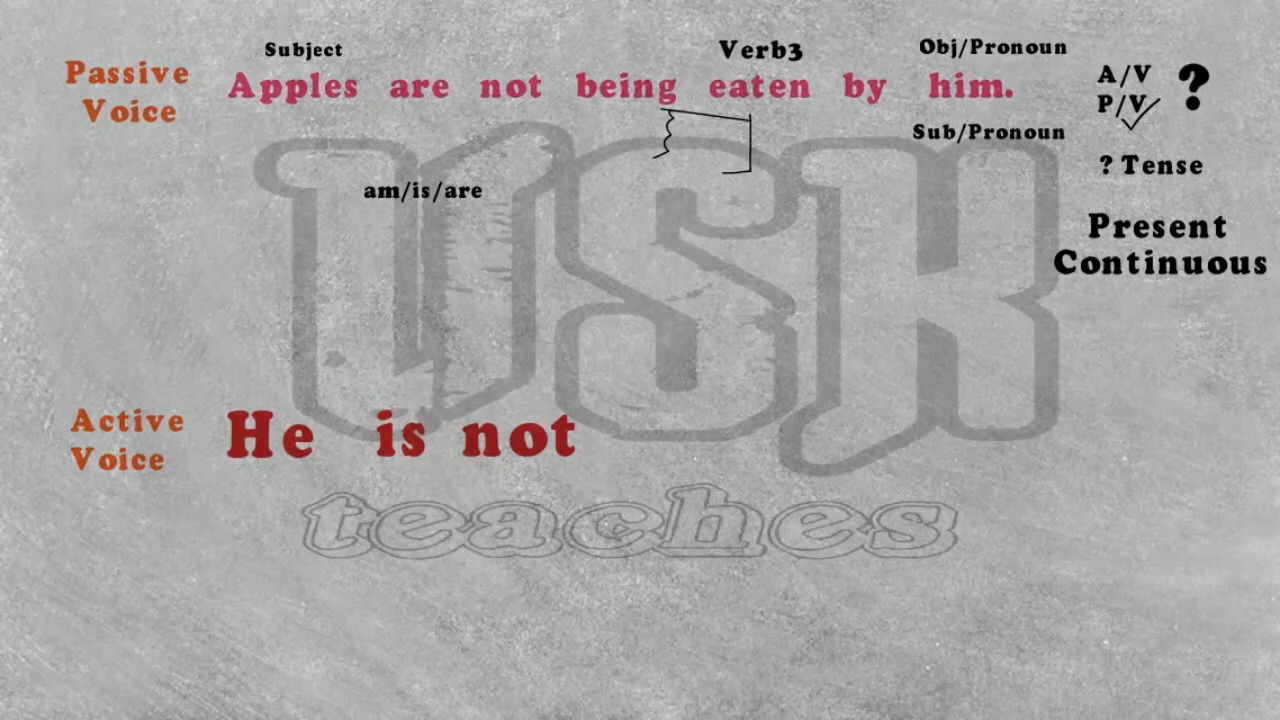 Subject Verb3 Obj/Pronoun
Passive Voice
Apples are not being eaten by him.
A/V
P/V
?
Sub/Pronoun
? Tense
am/is/are
Present
Continuous
USK
Active
Voice
He is not
teaches